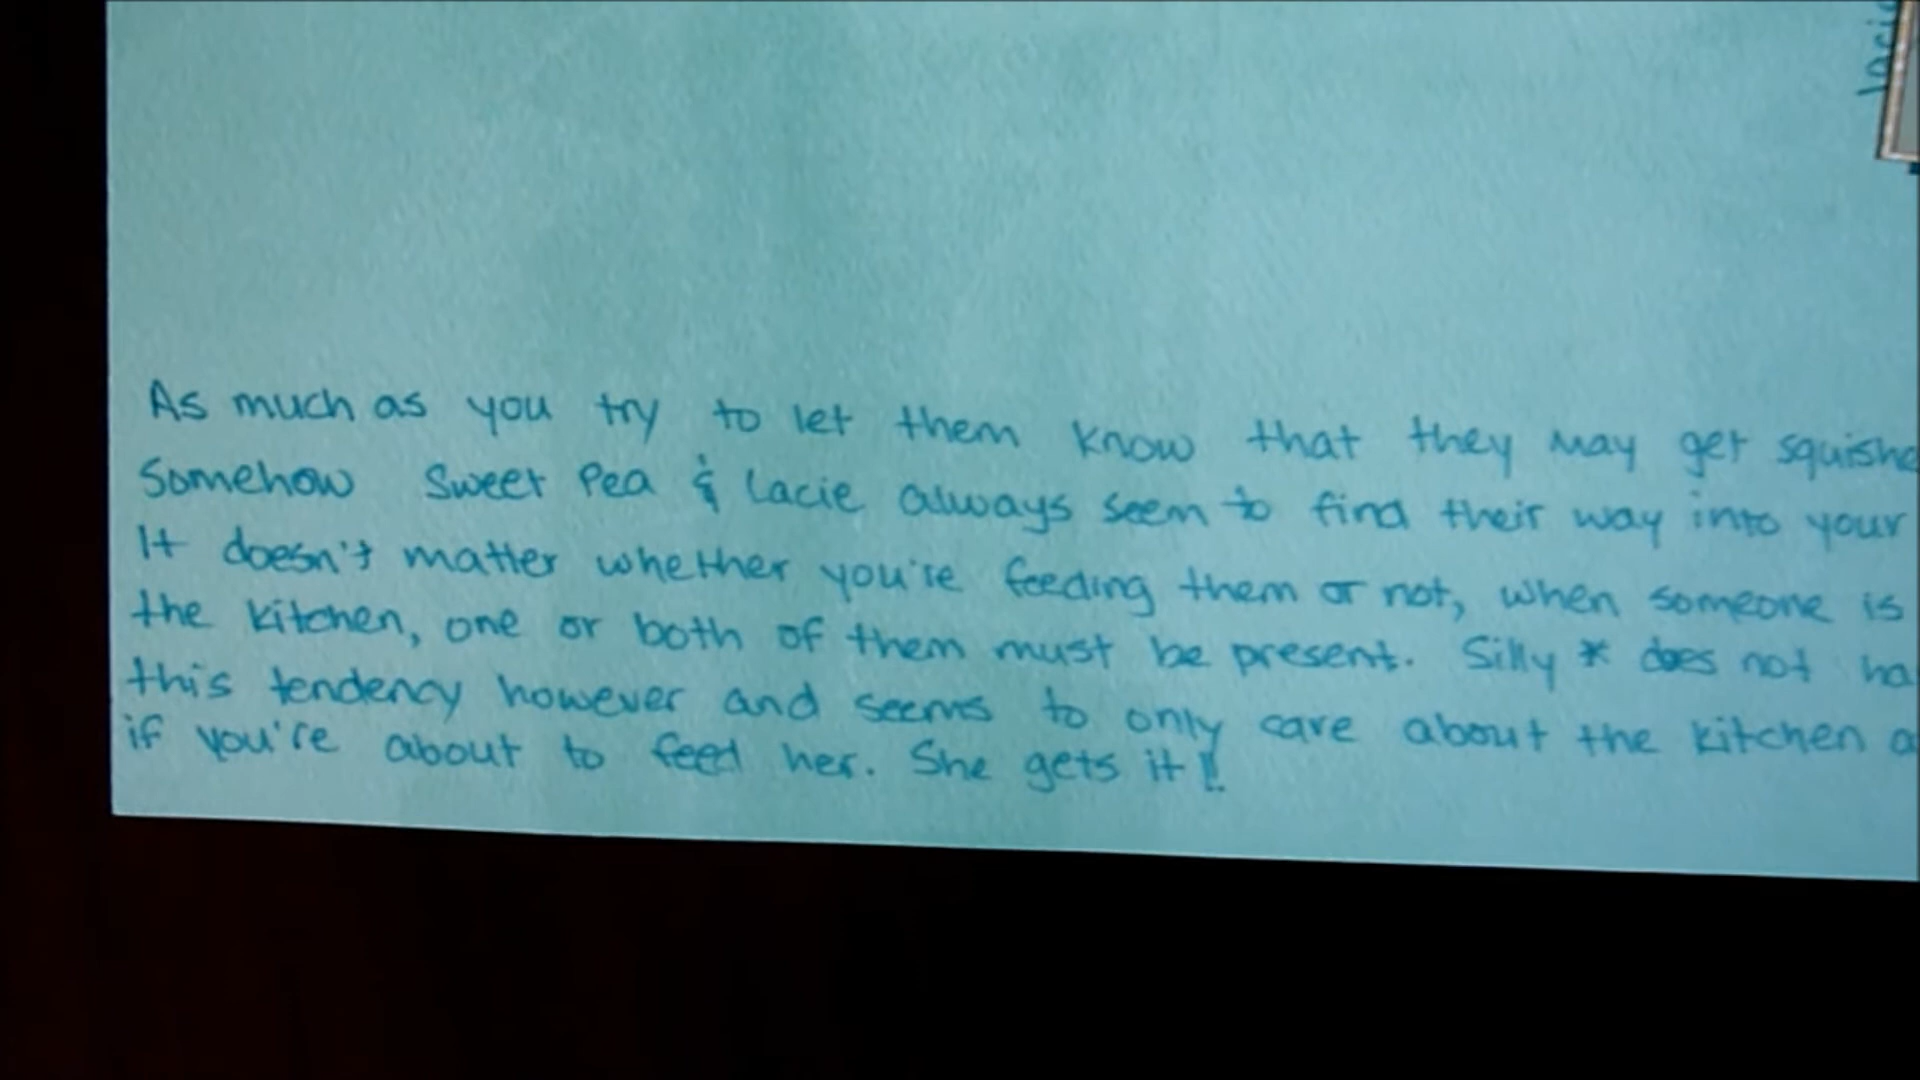 lacie
As much as you try to let them know that they may get squishe
Somehow Sweet Pea & Lacie always seem to find their way into your
It doesn't matter whether you're feeding them or not, when someone is
the kitchen, one or both of them must be present. Silly * does not ha
this tendency however and seems to only care about the kitchen a
if you're about to feed her. She gets it!